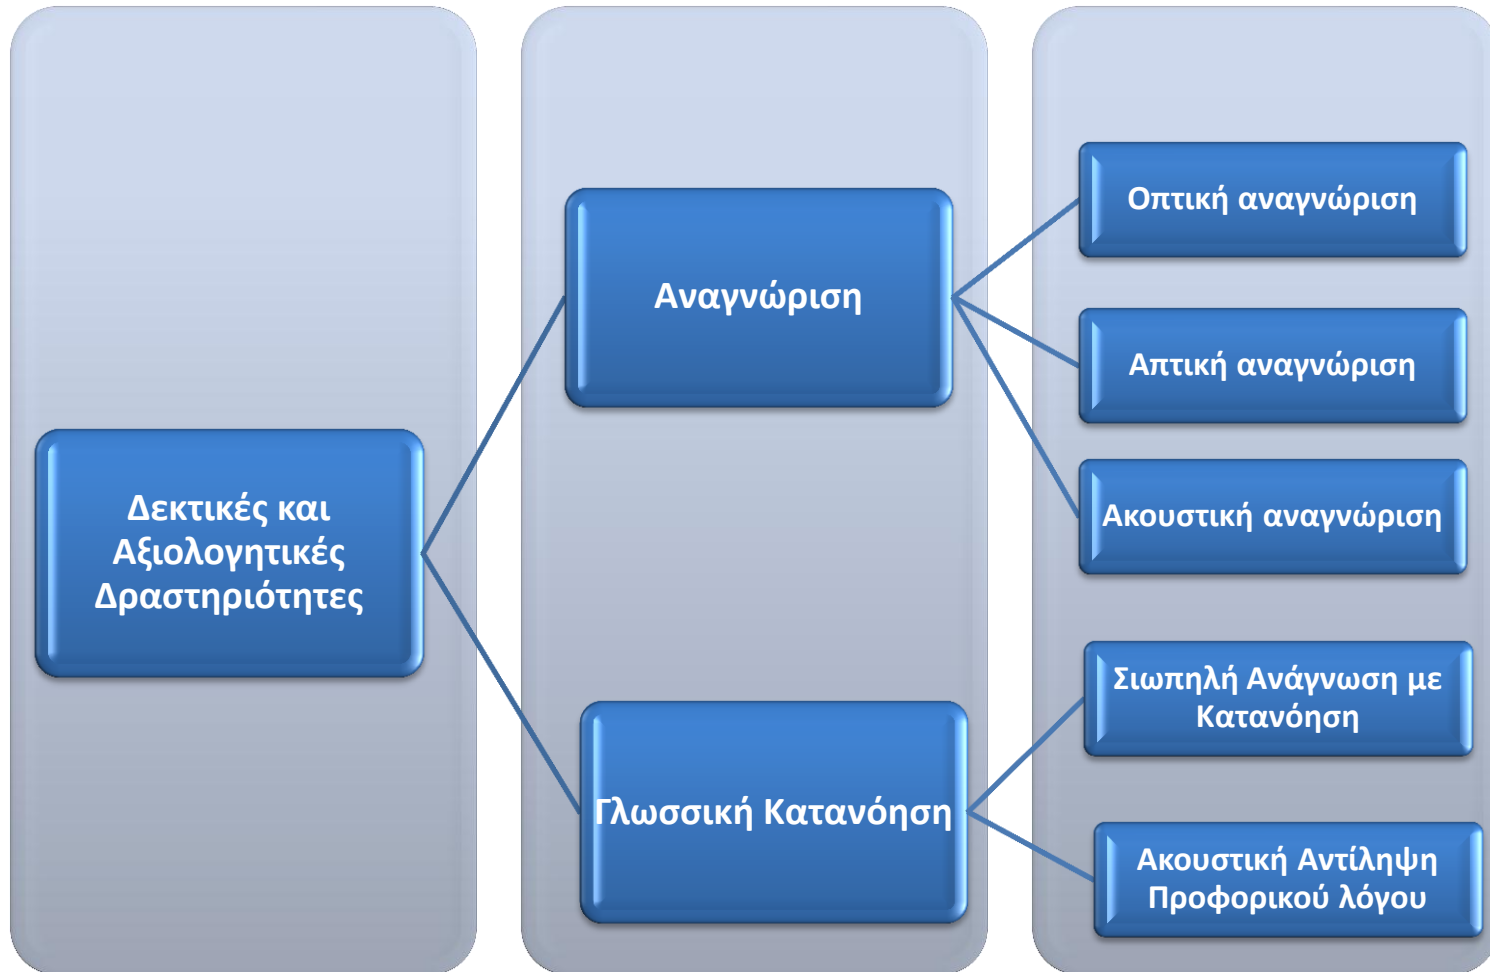 Δεκτικές και
Αξιολογητικές
Δραστηριότητες
Αναγνώριση
Γλωσσική Κατανόηση
Οπτική αναγνώριση
Απτική αναγνώριση
Ακουστική αναγνώριση
Σιωπηλή Ανάγνωση με
Κατανόηση
Ακουστική Αντίληψη
Προφορικού λόγου